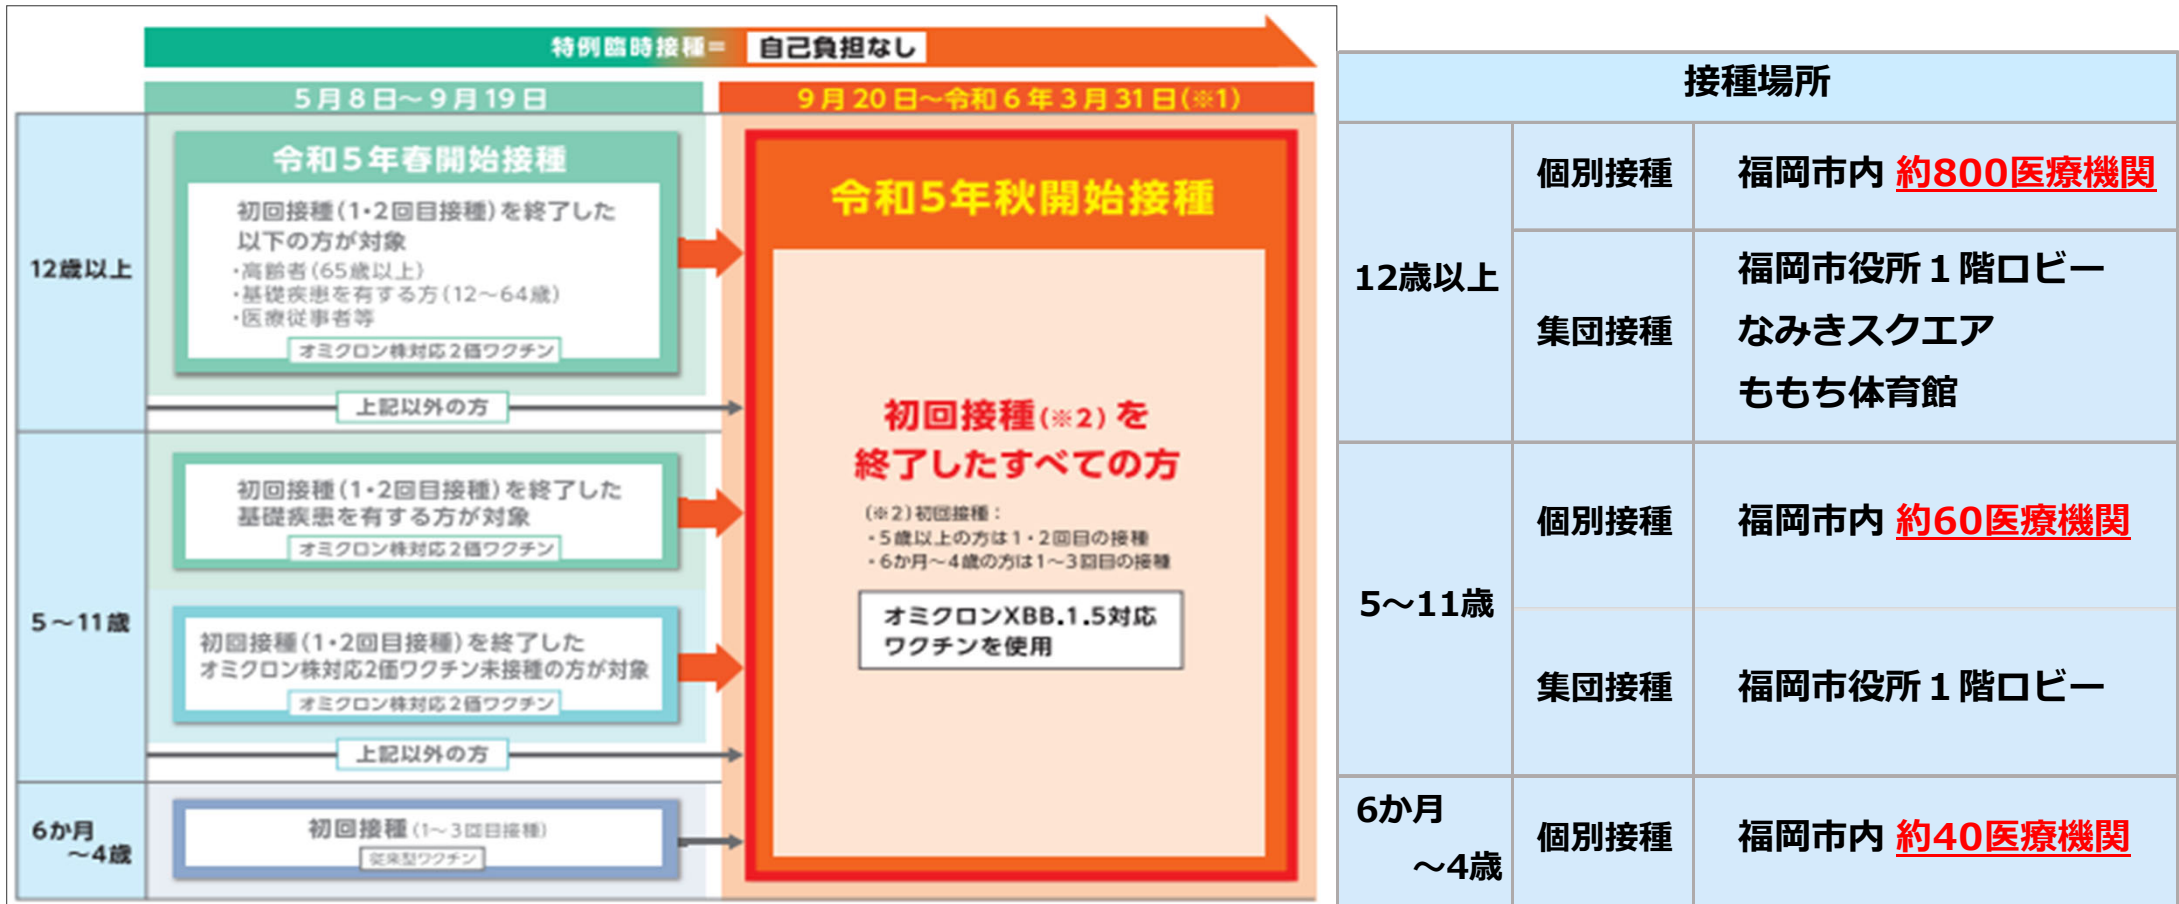 特例臨時接種＝ 自己負担なし
5月8日～9月19日
9月20日～令和6年3月31日(※1)
12歳以上
令和5年春開始接種
初回接種(1・2回目接種)を終了した
以下の方が対象
・高齢者(65歳以上)
・基礎疾患を有する方(12～64歳)
・医療従事者等
オミクロン株対応2価ワクチン
上記以外の方
5～11歳
初回接種(1・2回目接種)を終了した
基礎疾患を有する方が対象
オミクロン株対応2価ワクチン
初回接種(1・2回目接種)を終了した
オミクロン株対応2価ワクチン未接種の方が対象
オミクロン株対応2価ワクチン
上記以外の方
6か月
～4歳
初回接種(1～3回目接種)
従来型ワクチン
令和5年秋開始接種
初回接種(※2)を
終了したすべての方
(※2)初回接種：
・5歳以上の方は1・2回目の接種
・6か月～4歳の方は1～3回目の接種
オミクロンXBB.1.5対応
ワクチンを使用
接種場所
12歳以上
個別接種
福岡市内 約800医療機関
集団接種
福岡市役所１階ロビー
なみきスクエア
ももち体育館
5～11歳
個別接種
福岡市内 約60医療機関
集団接種
福岡市役所１階ロビー
6か月
～4歳
個別接種
福岡市内 約40医療機関